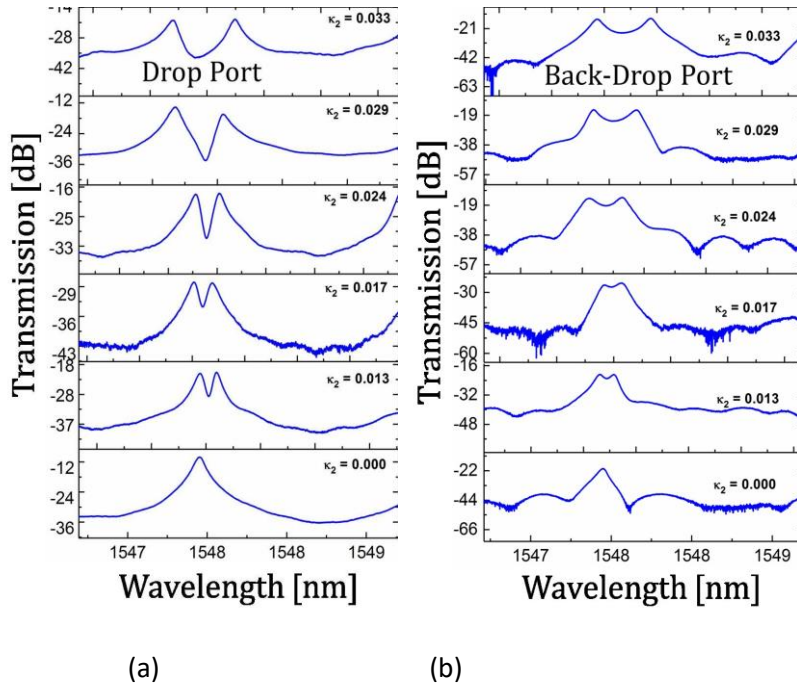 -14
-28
-42
κ₂ = 0.033
Drop Port
-12
-24
-36
κ₂ = 0.029
-16
-25
-33
κ₂ = 0.024
-29
-36
-43
κ₂ = 0.017
-18
-28
-37
κ₂ = 0.013
-12
-24
-36
κ₂ = 0.000
Transmission [dB]
1547 1548 1548 1549
Wavelength [nm]
(a)
-21
-42
-63
κ₂ = 0.033
Back-Drop Port
-19
-38
-57
κ₂ = 0.029
-19
-38
-57
κ₂ = 0.024
-30
-45
-60
κ₂ = 0.017
-16
-32
-48
κ₂ = 0.013
-22
-44
-66
κ₂ = 0.000
Transmission [dB]
1547 1548 1548 1549
Wavelength [nm]
(b)